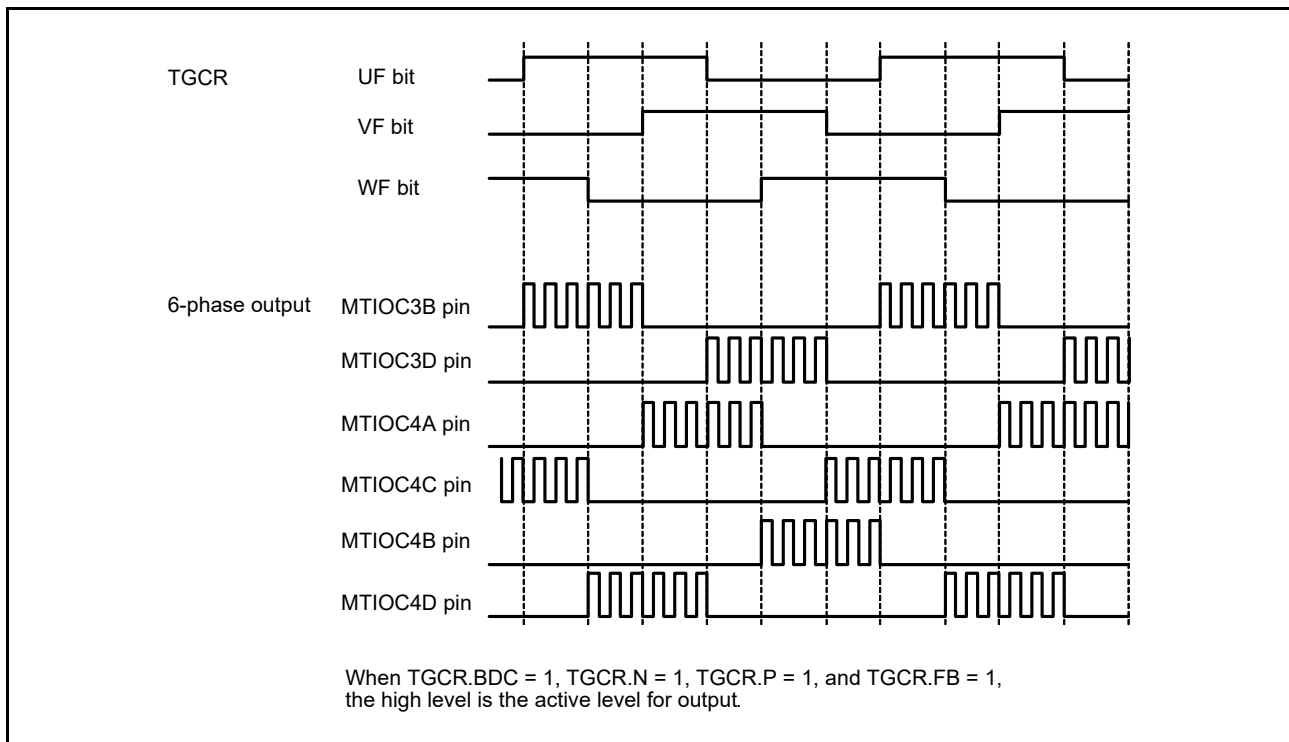 TGCR UF bit
VF bit
WF bit
6-phase output MTIOC3B pin
MTIOC3D pin
MTIOC4A pin
MTIOC4C pin
MTIOC4B pin
MTIOC4D pin
When TGCR.BDC = 1, TGCR.N = 1, TGCR.P = 1, and TGCR.FB = 1,
the high level is the active level for output.